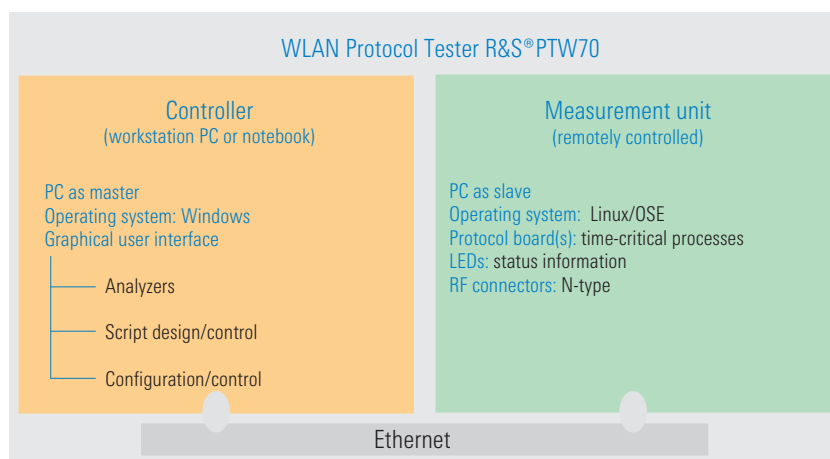 WLAN Protocol Tester R&S®PTW70
Controller
(workstation PC or notebook)
PC as master
Operating system: Windows
Graphical user interface
Analyzers
Script design/control
Configuration/control
Measurement unit
(remotely controlled)
PC as slave
Operating system: Linux/OSE
Protocol board(s): time-critical processes
LEDs: status information
RF connectors: N-type
Ethernet